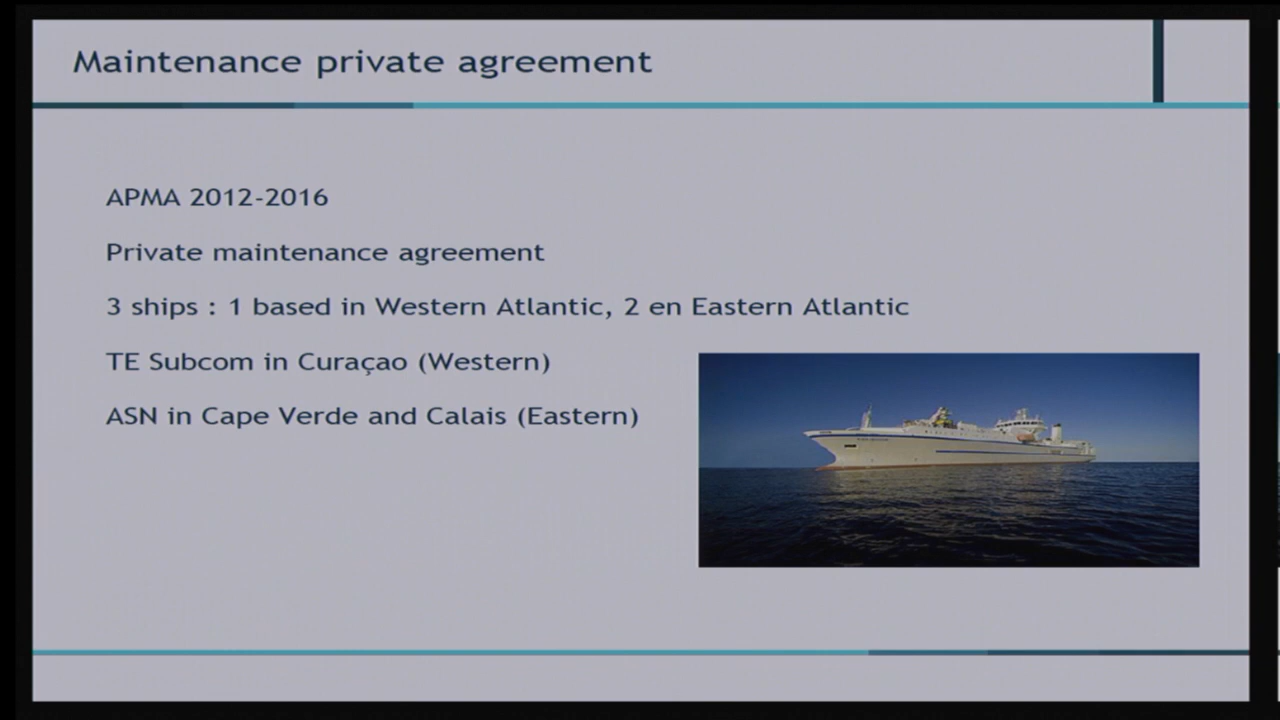 Maintenance private agreement
APMA 2012-2016
Private maintenance agreement
3 ships : 1 based in Western Atlantic, 2 en Eastern Atlantic
TE Subcom in Curaçao (Western)
ASN in Cape Verde and Calais (Eastern)